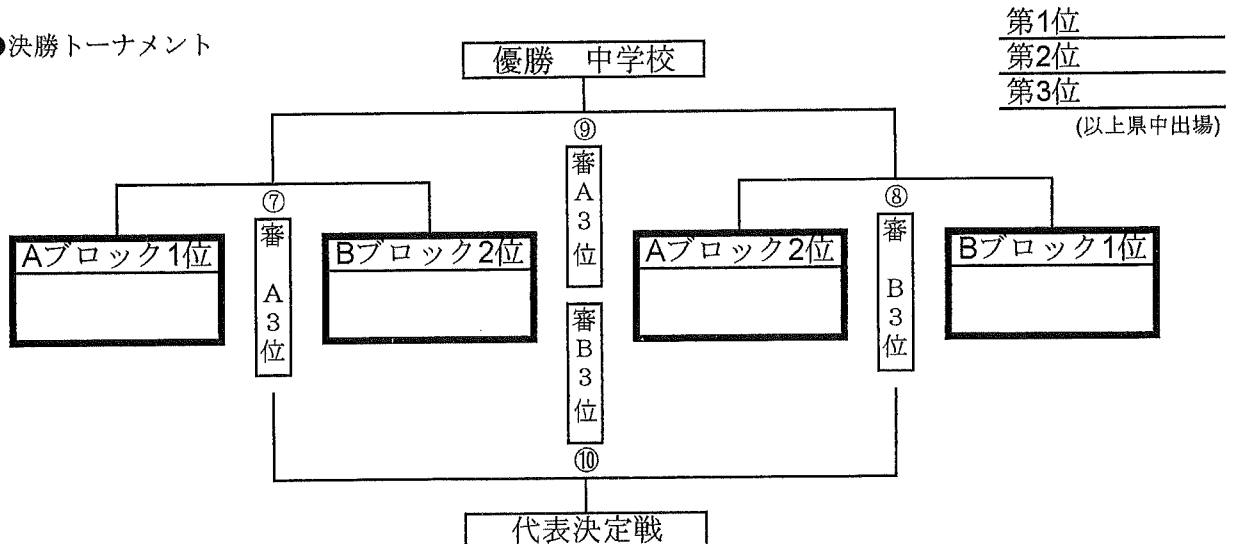 ●決勝トーナメント
優勝　中学校
第1位
第2位
第3位
(以上県中出場)
⑨
審A3位
⑦
審　A3位
⑧
審　B3位
Aブロック1位
Bブロック2位
Aブロック2位
Bブロック1位
審B3位
⑩
代表決定戦